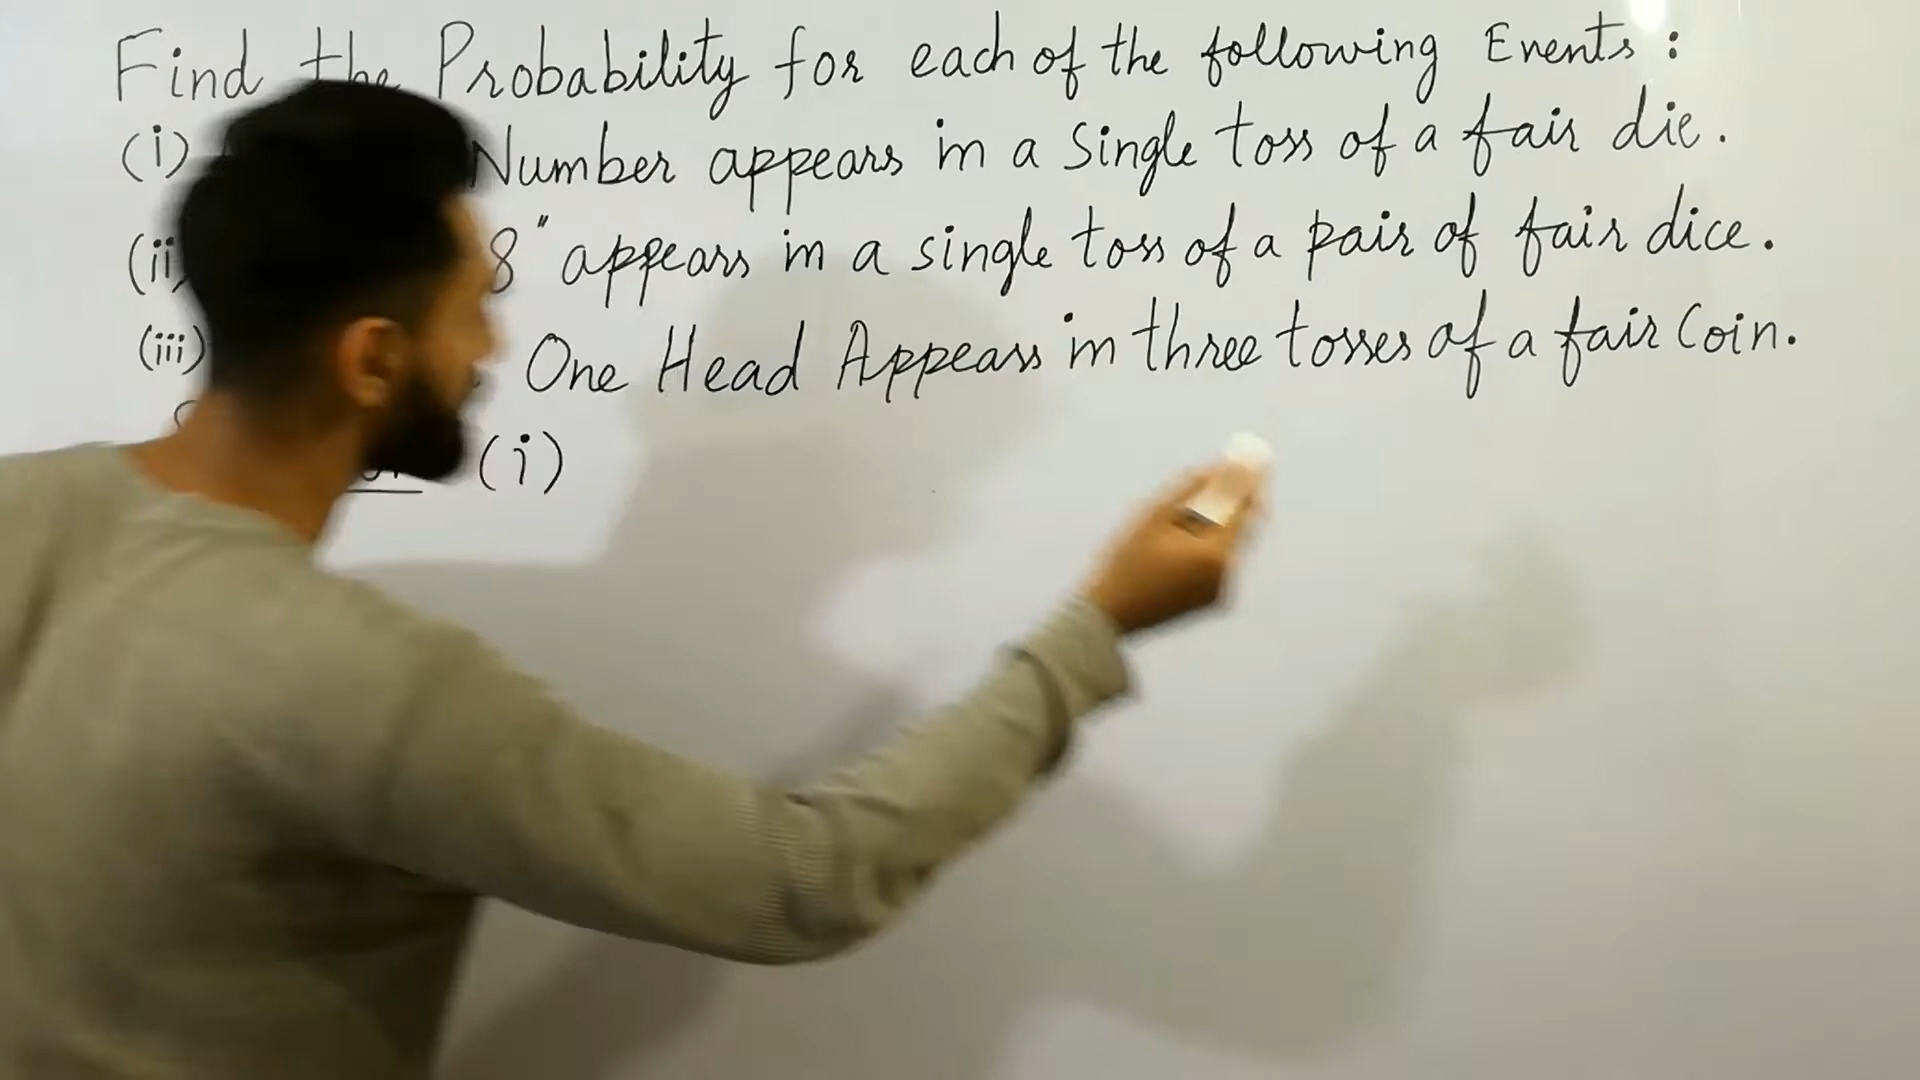 Find the Probability for each of the following Events :
(i) Number appears in a Single toss of a fair die.
(ii) 8" appears in a single toss of a pair of fair dice.
(iii) One Head Appears in three tosses of a fair Coin.
(i)